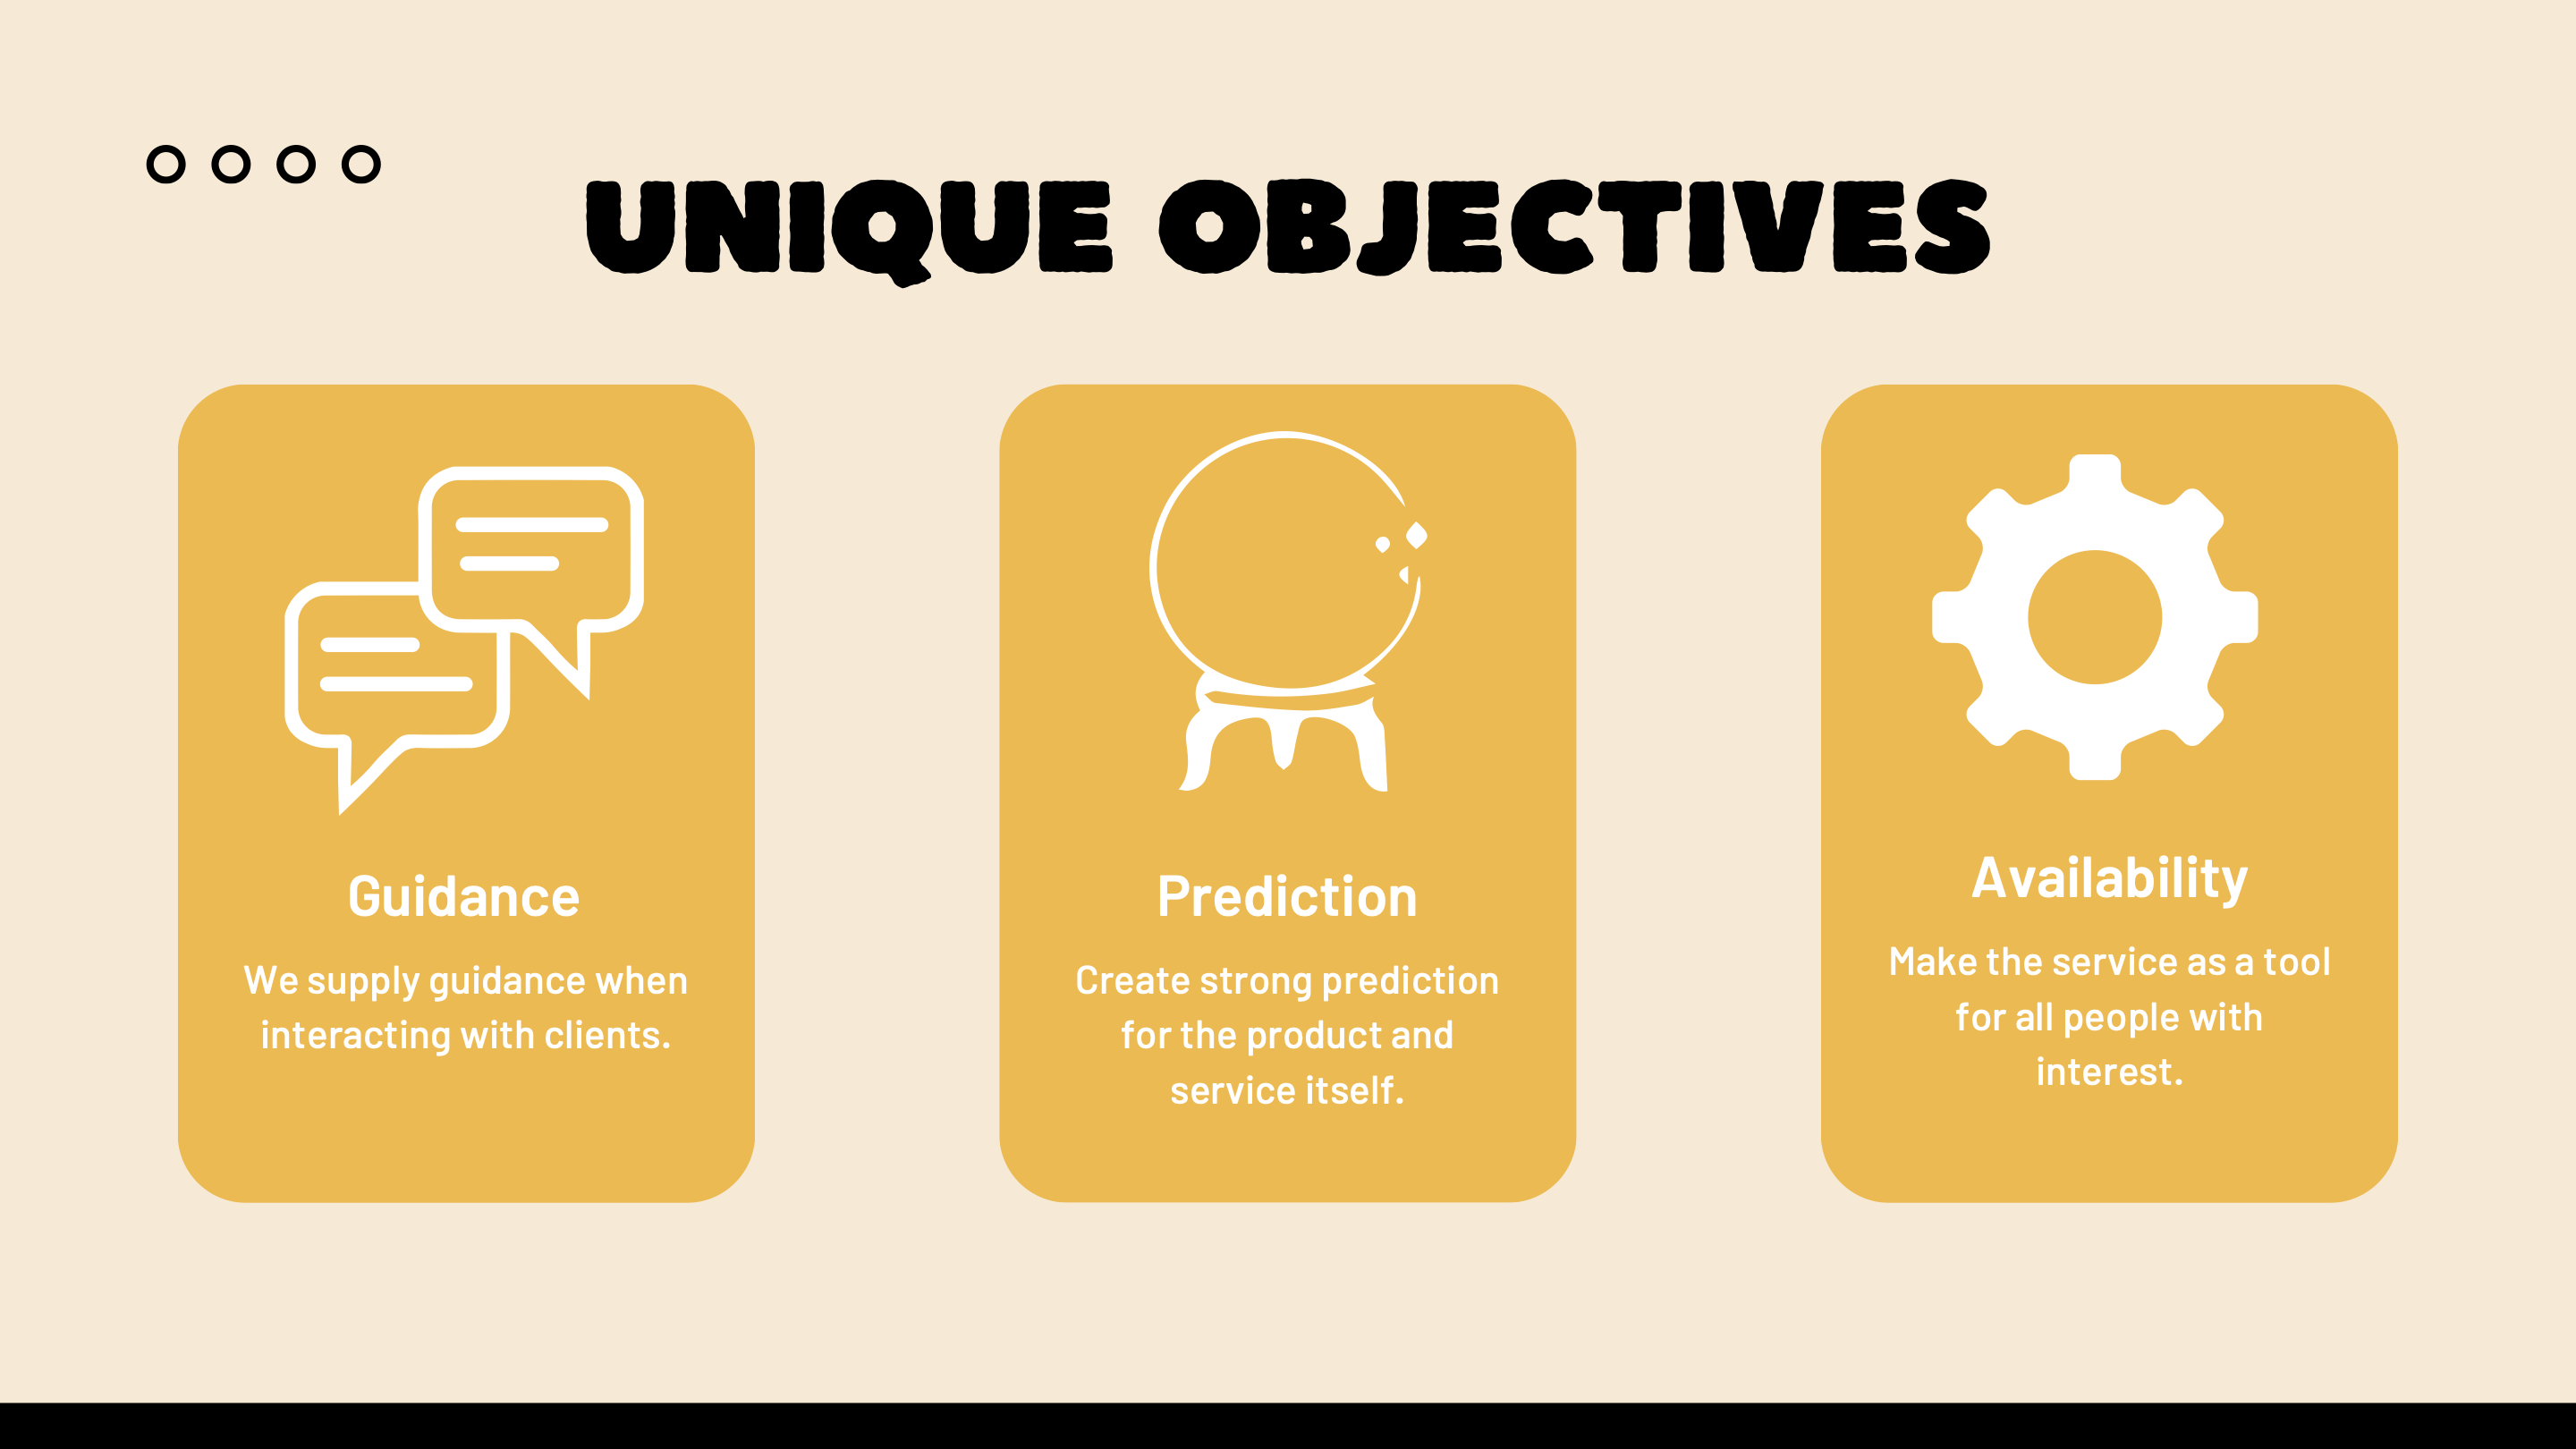 UNIQUE OBJECTIVES
Guidance
We supply guidance when
interacting with clients.
Prediction
Create strong prediction
for the product and
service itself.
Availability
Make the service as a tool
for all people with
interest.